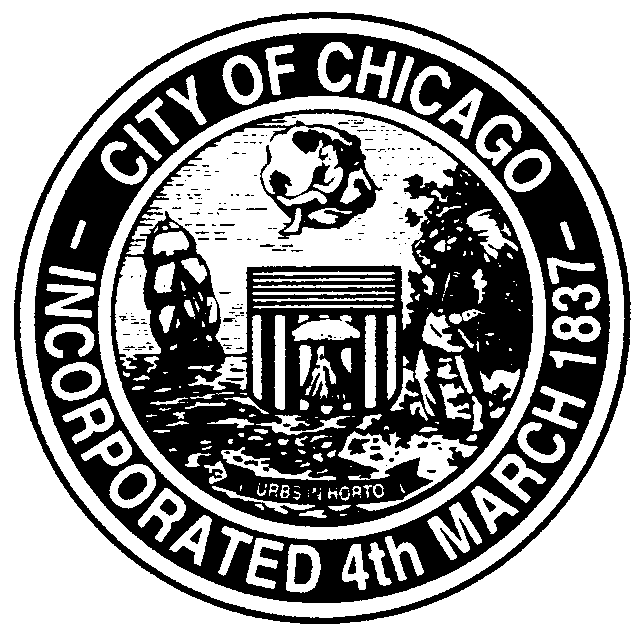 CITY OF CHICAGO
- INCORPORATED 4th MARCH 1837 -
URBS IN HORTO